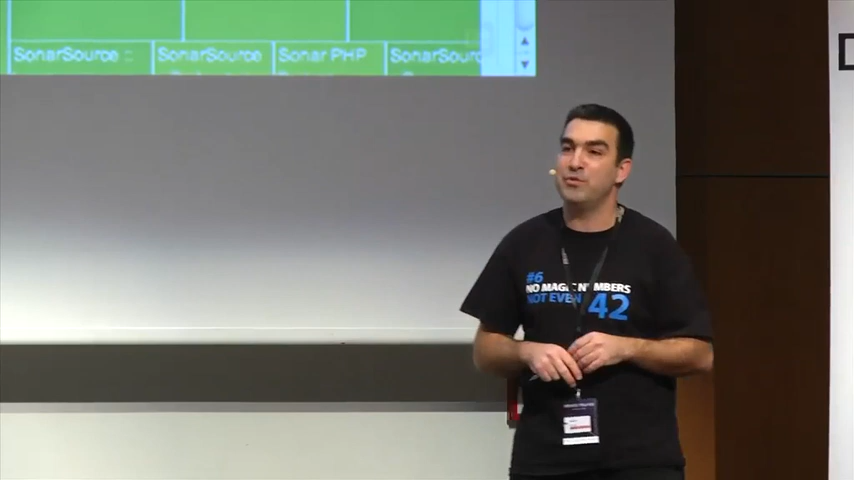 SonarSource ::
SonarSource
Sonar PHP
SonarSource
#6
NO MAGIC NUMBERS
NOT EVEN 42
D